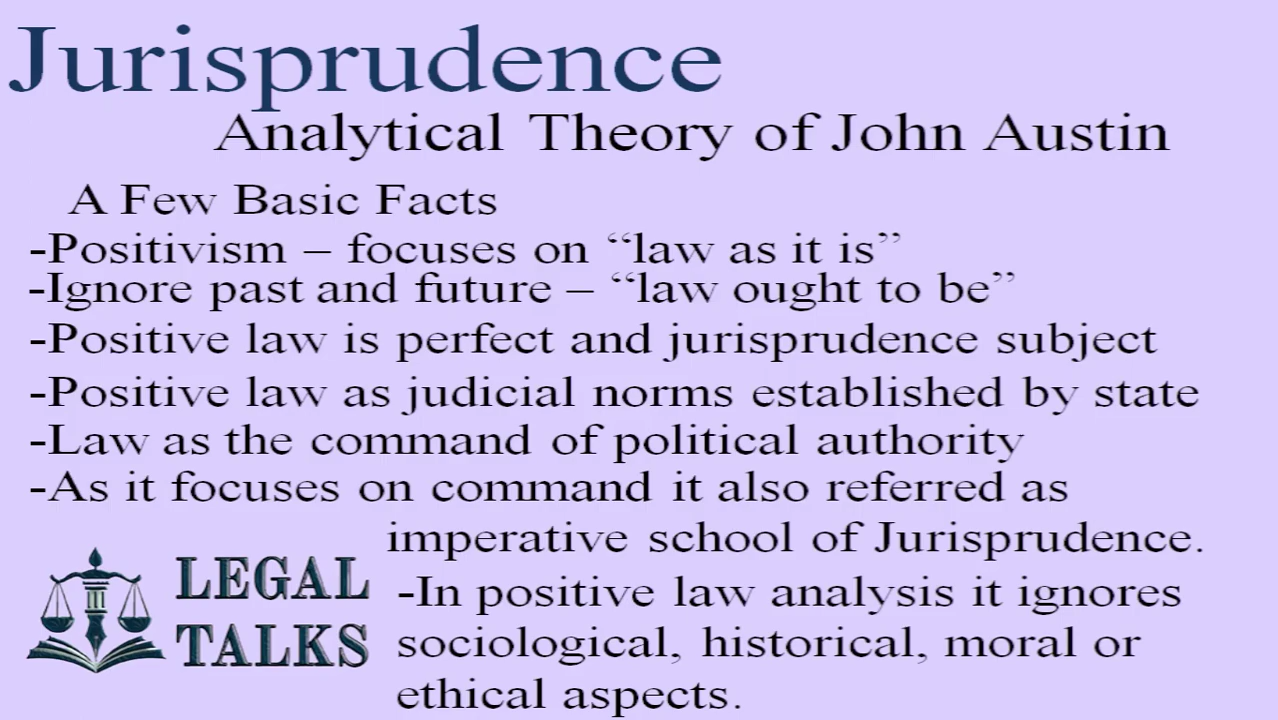 Jurisprudence
Analytical Theory of John Austin
A Few Basic Facts
-Positivism – focuses on “law as it is”
-Ignore past and future – “law ought to be”
-Positive law is perfect and jurisprudence subject
-Positive law as judicial norms established by state
-Law as the command of political authority
-As it focuses on command it also referred as
imperative school of Jurisprudence.
-In positive law analysis it ignores
sociological, historical, moral or
ethical aspects.
LEGAL
TALKS